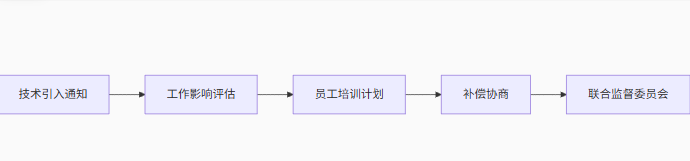 技术引入通知
工作影响评估
员工培训计划
补偿协商
联合监督委员会